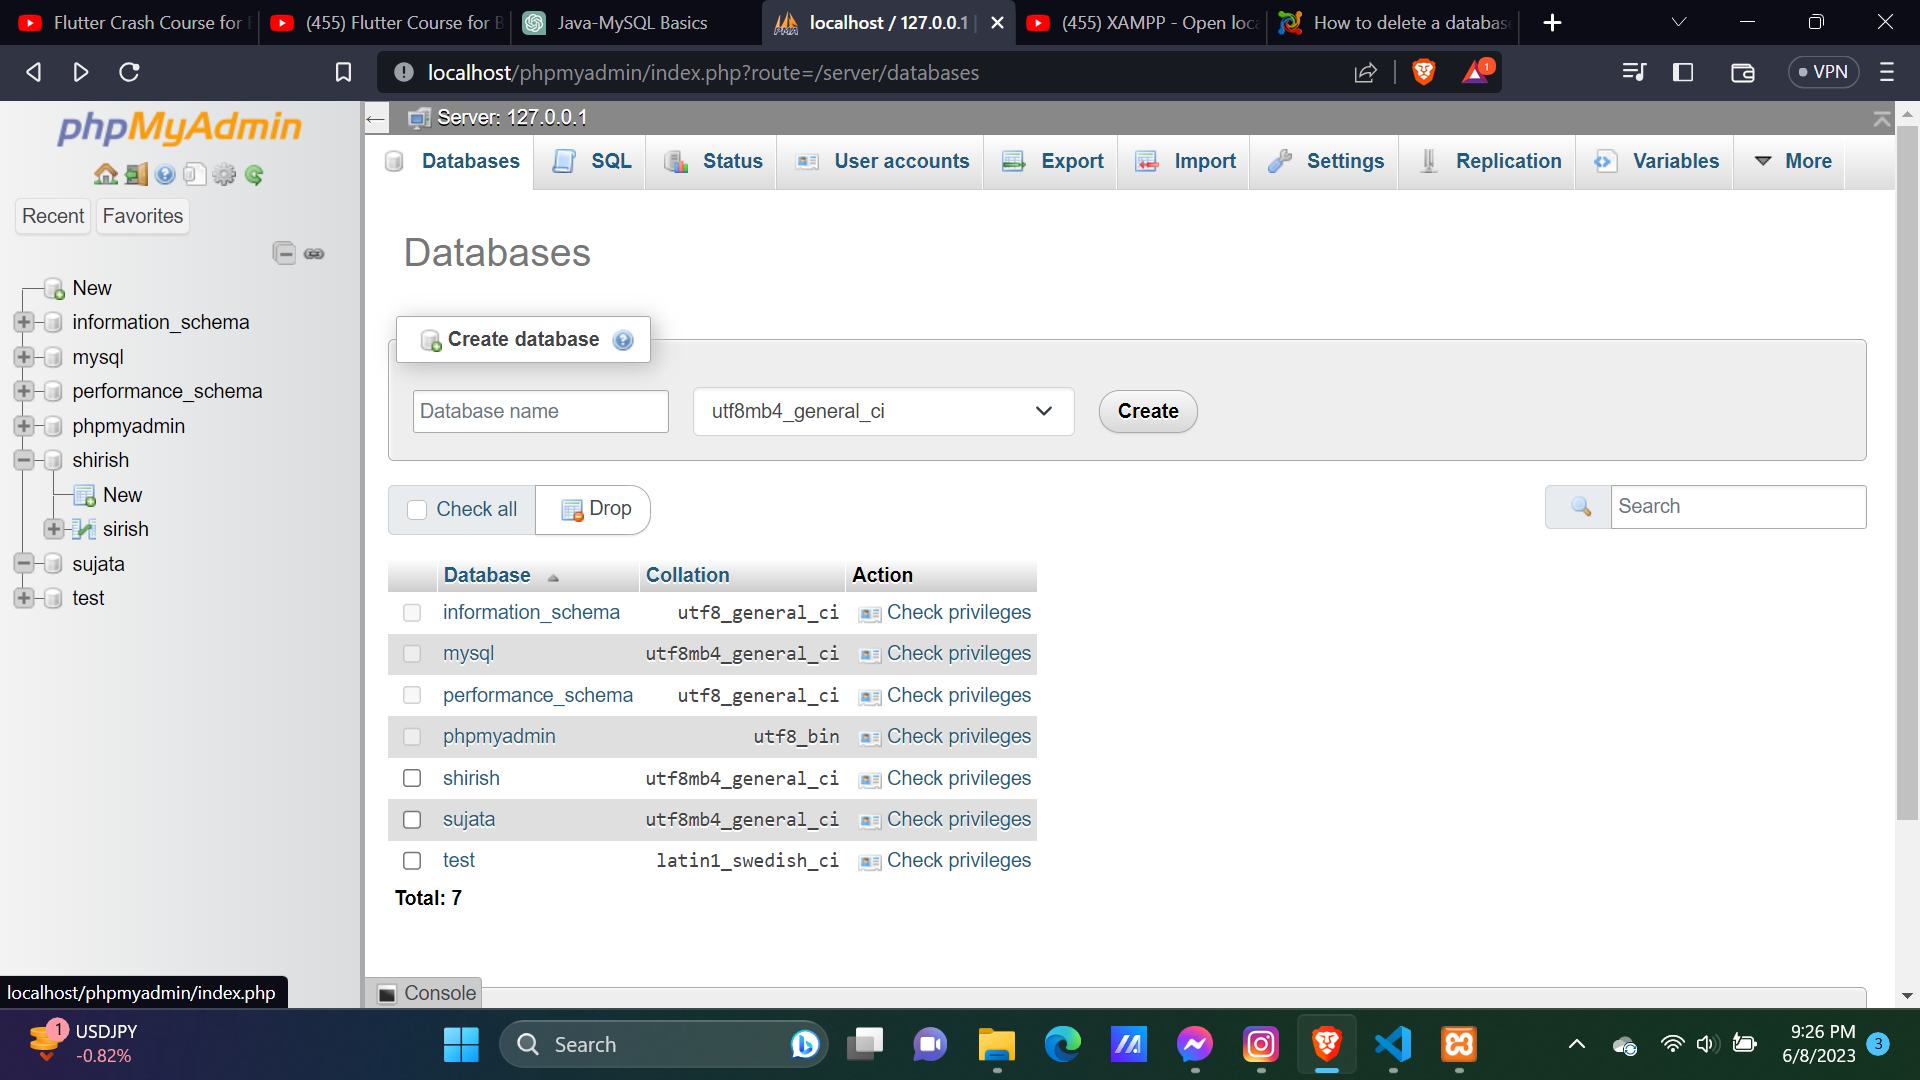 Flutter Crash Course for
(455) Flutter Course for B
Java-MySQL Basics
localhost / 127.0.0.1
(455) XAMPP - Open loca
How to delete a databas
localhost/phpmyadmin/index.php?route=/server/databases
1
VPN
phpMyAdmin
Recent
Favorites
New
information_schema
mysql
performance_schema
phpmyadmin
shirish
New
sirish
sujata
test
Server: 127.0.0.1
Databases
SQL
Status
User accounts
Export
Import
Settings
Replication
Variables
More
Databases
Create database
Database name
utf8mb4_general_ci
Create
Check all
Drop
Search
Database Collation Action
information_schema utf8_general_ci Check privileges
mysql utf8mb4_general_ci Check privileges
performance_schema utf8_general_ci Check privileges
phpmyadmin utf8_bin Check privileges
shirish utf8mb4_general_ci Check privileges
sujata utf8mb4_general_ci Check privileges
test latin1_swedish_ci Check privileges
Total: 7
localhost/phpmyadmin/index.php
Console
1
USDJPY
-0.82%
Search
9:26 PM
6/8/2023
3